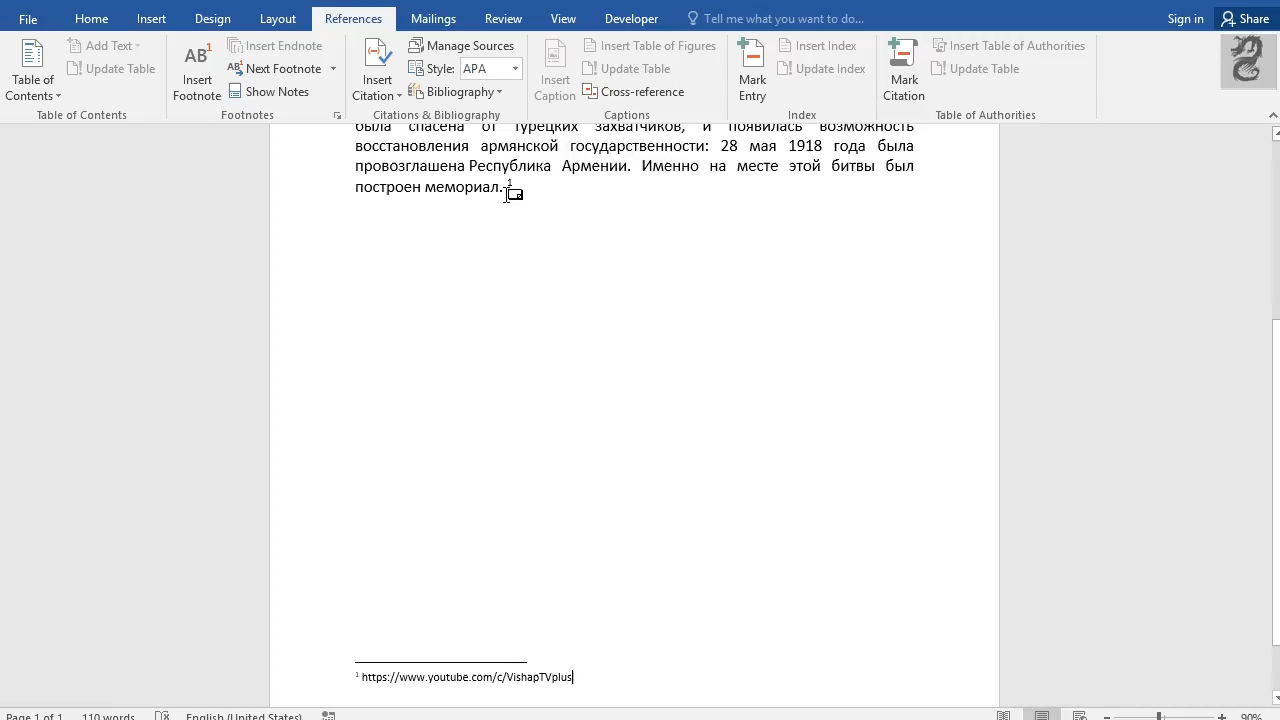 File Home Insert Design Layout References Mailings Review View Developer Tell me what you want to do... Sign in Share
Table of Contents
Add Text
Update Table
Table of Contents
AB1
Insert Footnote
Insert Endnote
Next Footnote
Show Notes
Footnotes
Insert Citation
Manage Sources
Style: APA
Bibliography
Citations & Bibliography
Insert Caption
Insert Table of Figures
Update Table
Cross-reference
Captions
Mark Entry
Insert Index
Update Index
Index
Mark Citation
Insert Table of Authorities
Update Table
Table of Authorities
была спасена от турецких захватчиков, и появилась возможность
восстановления армянской государственности: 28 мая 1918 года была
провозглашена Республика Армении. Именно на месте этой битвы был
построен мемориал. 1
1 https://www.youtube.com/c/VishapTVplus
Page 1 of 1 110 words English (United States) 90%